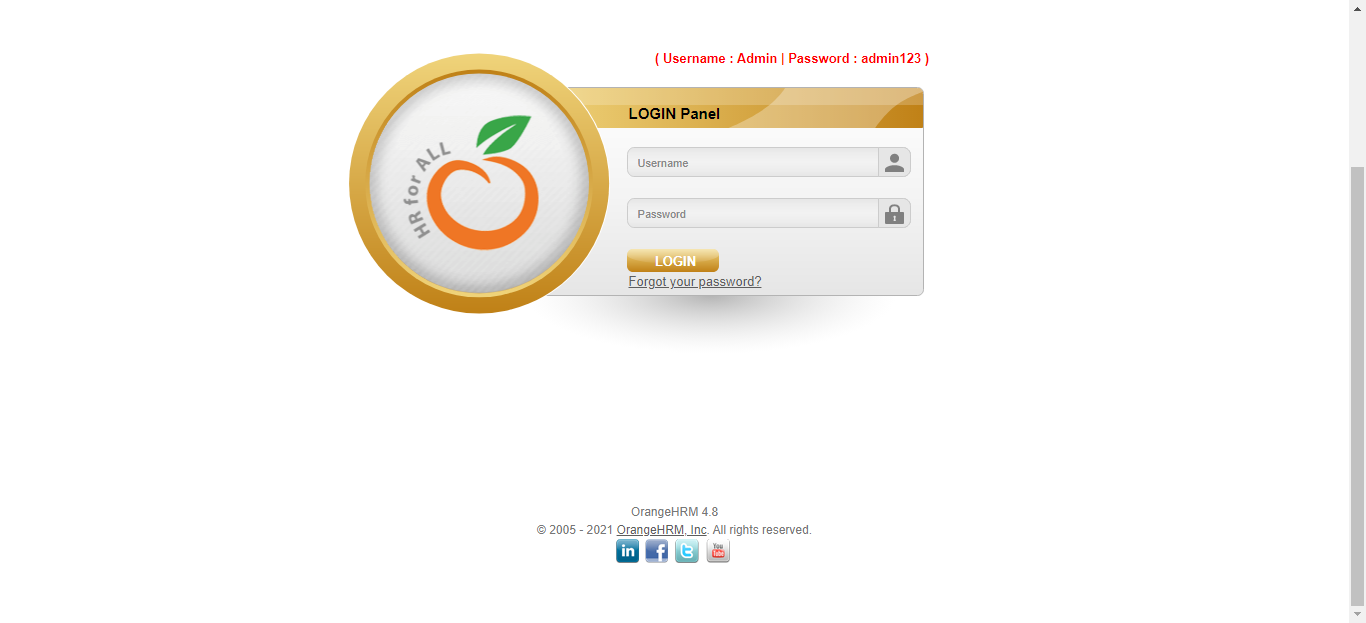 ( Username : Admin | Password : admin123 )
HR for ALL
LOGIN Panel
Username
Password
LOGIN
Forgot your password?
OrangeHRM 4.8
© 2005 - 2021 OrangeHRM, Inc. All rights reserved.
in f t You Tube